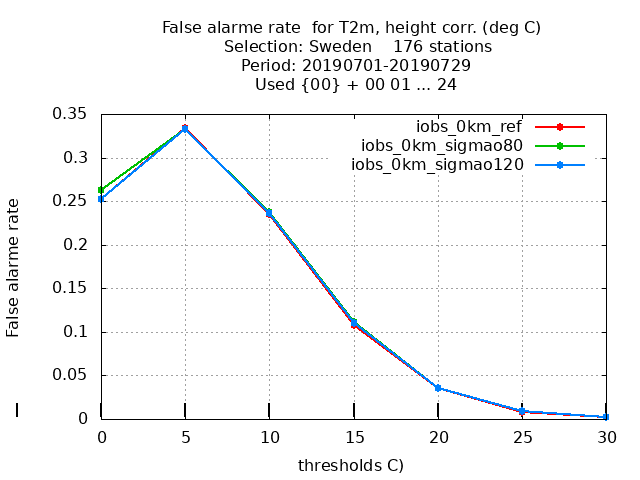 False alarme rate  for T2m, height corr. (deg C)
Selection: Sweden    176 stations
Period: 20190701-20190729
Used {00} + 00 01 ... 24
iobs_0km_ref
iobs_0km_sigmao80
iobs_0km_sigmao120
0.35
0.3
0.25
0.2
0.15
0.1
0.05
0
False alarme rate
0 5 10 15 20 25 30
thresholds C)